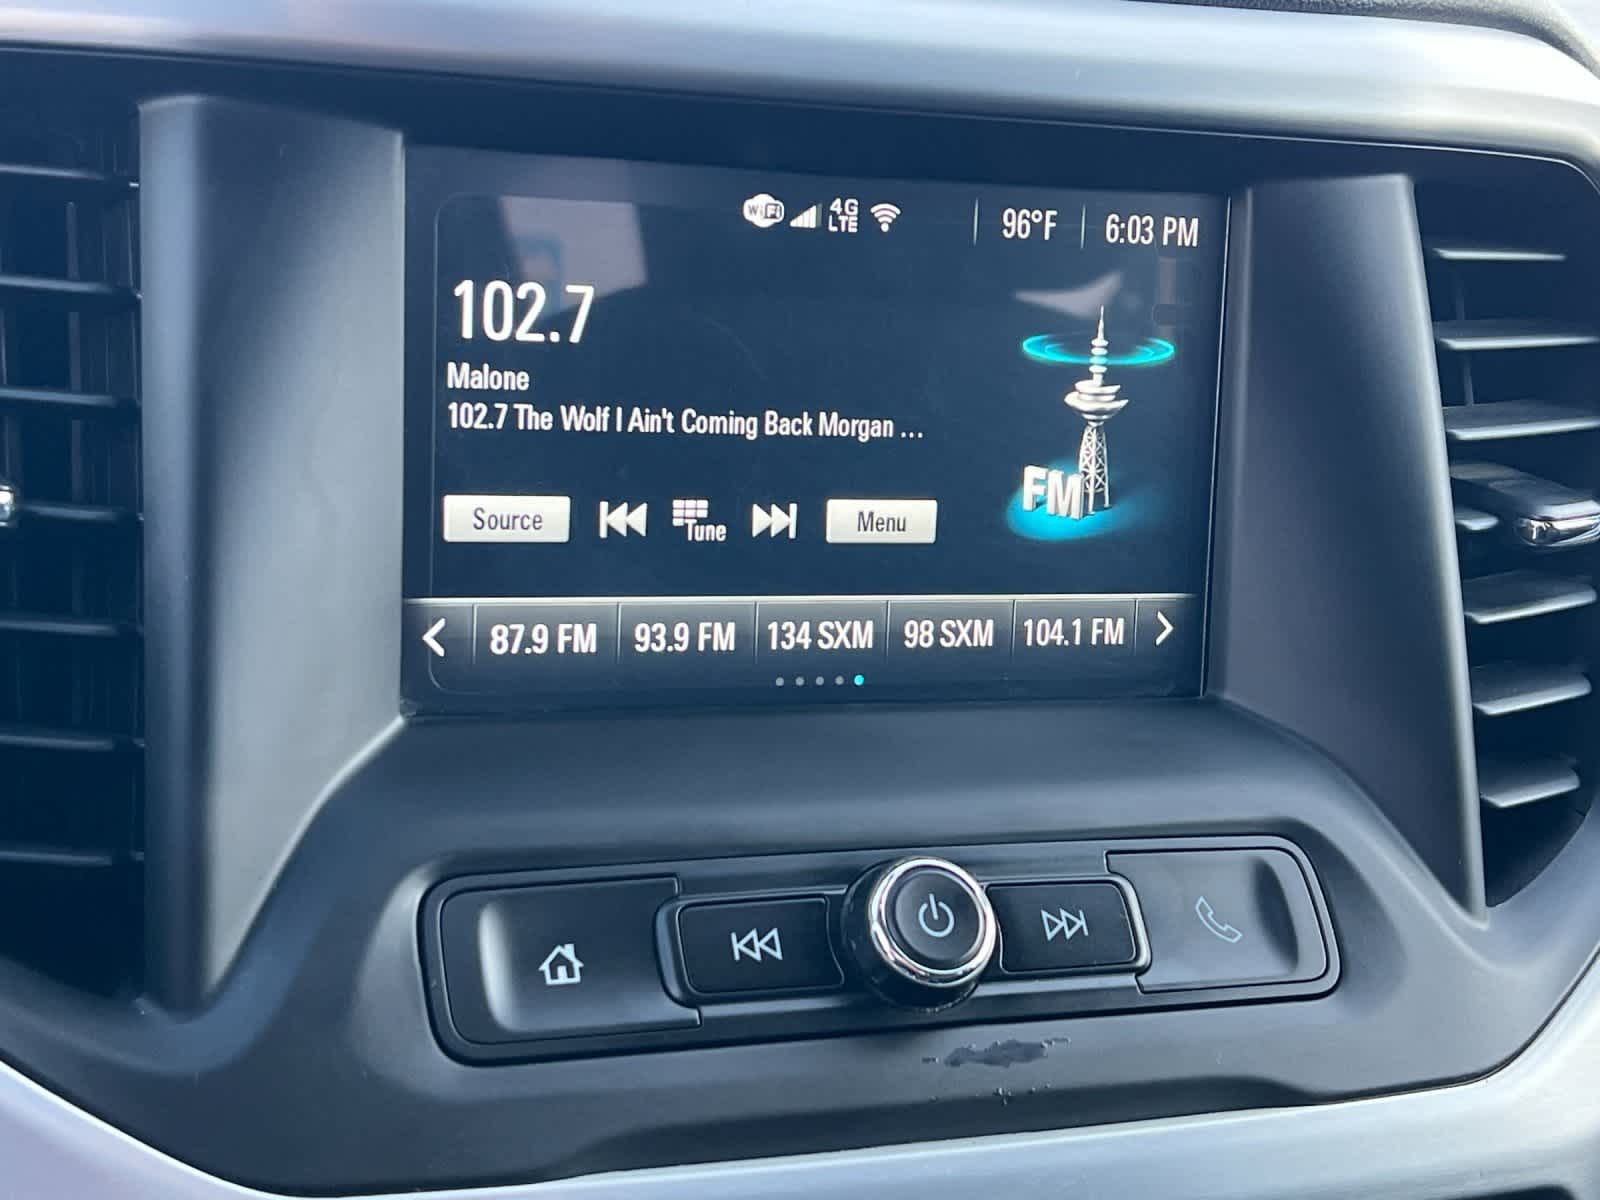 WiFi 4G LTE 96°F 6:03 PM
102.7
Malone
102.7 The Wolf I Ain't Coming Back Morgan ...
FM
Source Tune Menu
87.9 FM 93.9 FM 134 SXM 98 SXM 104.1 FM